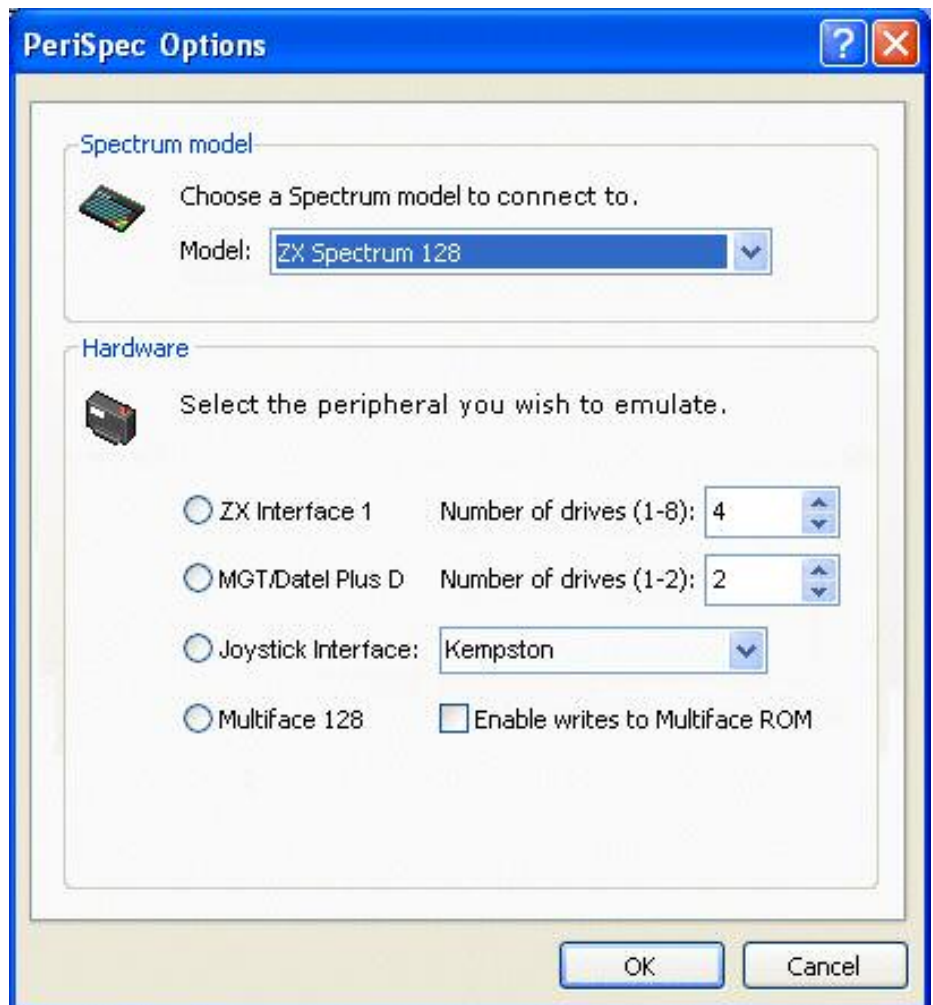 PeriSpec Options
Spectrum model
Choose a Spectrum model to connect to.
Model: ZX Spectrum 128
Hardware
Select the peripheral you wish to emulate.
ZX Interface 1 Number of drives (1-8): 4
MGT/Datel Plus D Number of drives (1-2): 2
Joystick Interface: Kempston
Multiface 128 Enable writes to Multiface ROM
OK Cancel